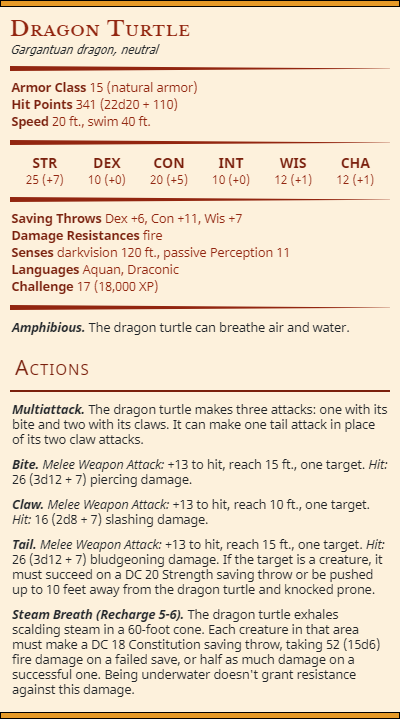 Dragon Turtle
Gargantuan dragon, neutral
Armor Class 15 (natural armor)
Hit Points 341 (22d20 + 110)
Speed 20 ft., swim 40 ft.
STR DEX CON INT WIS CHA
25 (+7) 10 (+0) 20 (+5) 10 (+0) 12 (+1) 12 (+1)
Saving Throws Dex +6, Con +11, Wis +7
Damage Resistances fire
Senses darkvision 120 ft., passive Perception 11
Languages Aquan, Draconic
Challenge 17 (18,000 XP)
Amphibious. The dragon turtle can breathe air and water.
Actions
Multiattack. The dragon turtle makes three attacks: one with its
bite and two with its claws. It can make one tail attack in place
of its two claw attacks.
Bite. Melee Weapon Attack: +13 to hit, reach 15 ft., one target. Hit:
26 (3d12 + 7) piercing damage.
Claw. Melee Weapon Attack: +13 to hit, reach 10 ft., one target.
Hit: 16 (2d8 + 7) slashing damage.
Tail. Melee Weapon Attack: +13 to hit, reach 15 ft., one target. Hit:
26 (3d12 + 7) bludgeoning damage. If the target is a creature, it
must succeed on a DC 20 Strength saving throw or be pushed
up to 10 feet away from the dragon turtle and knocked prone.
Steam Breath (Recharge 5-6). The dragon turtle exhales
scalding steam in a 60-foot cone. Each creature in that area
must make a DC 18 Constitution saving throw, taking 52 (15d6)
fire damage on a failed save, or half as much damage on a
successful one. Being underwater doesn't grant resistance
against this damage.